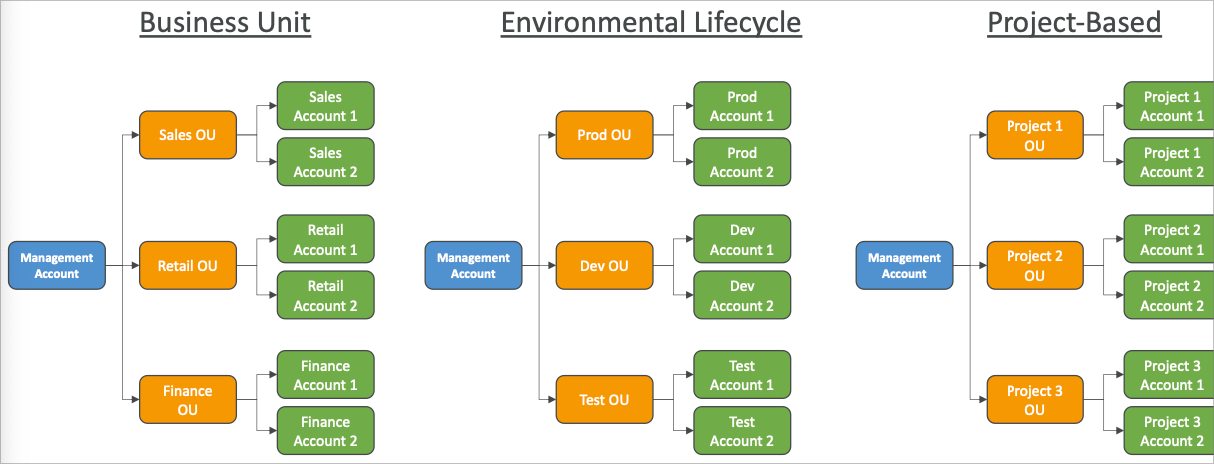 Business Unit
Environmental Lifecycle
Project-Based
Management
Account
Sales OU
Sales
Account 1
Sales
Account 2
Retail OU
Retail
Account 1
Retail
Account 2
Finance
OU
Finance
Account 1
Finance
Account 2
Management
Account
Prod OU
Prod
Account 1
Prod
Account 2
Dev OU
Dev
Account 1
Dev
Account 2
Test OU
Test
Account 1
Test
Account 2
Management
Account
Project 1
OU
Project 1
Account 1
Project 1
Account 2
Project 2
OU
Project 2
Account 1
Project 2
Account 2
Project 3
OU
Project 3
Account 1
Project 3
Account 2